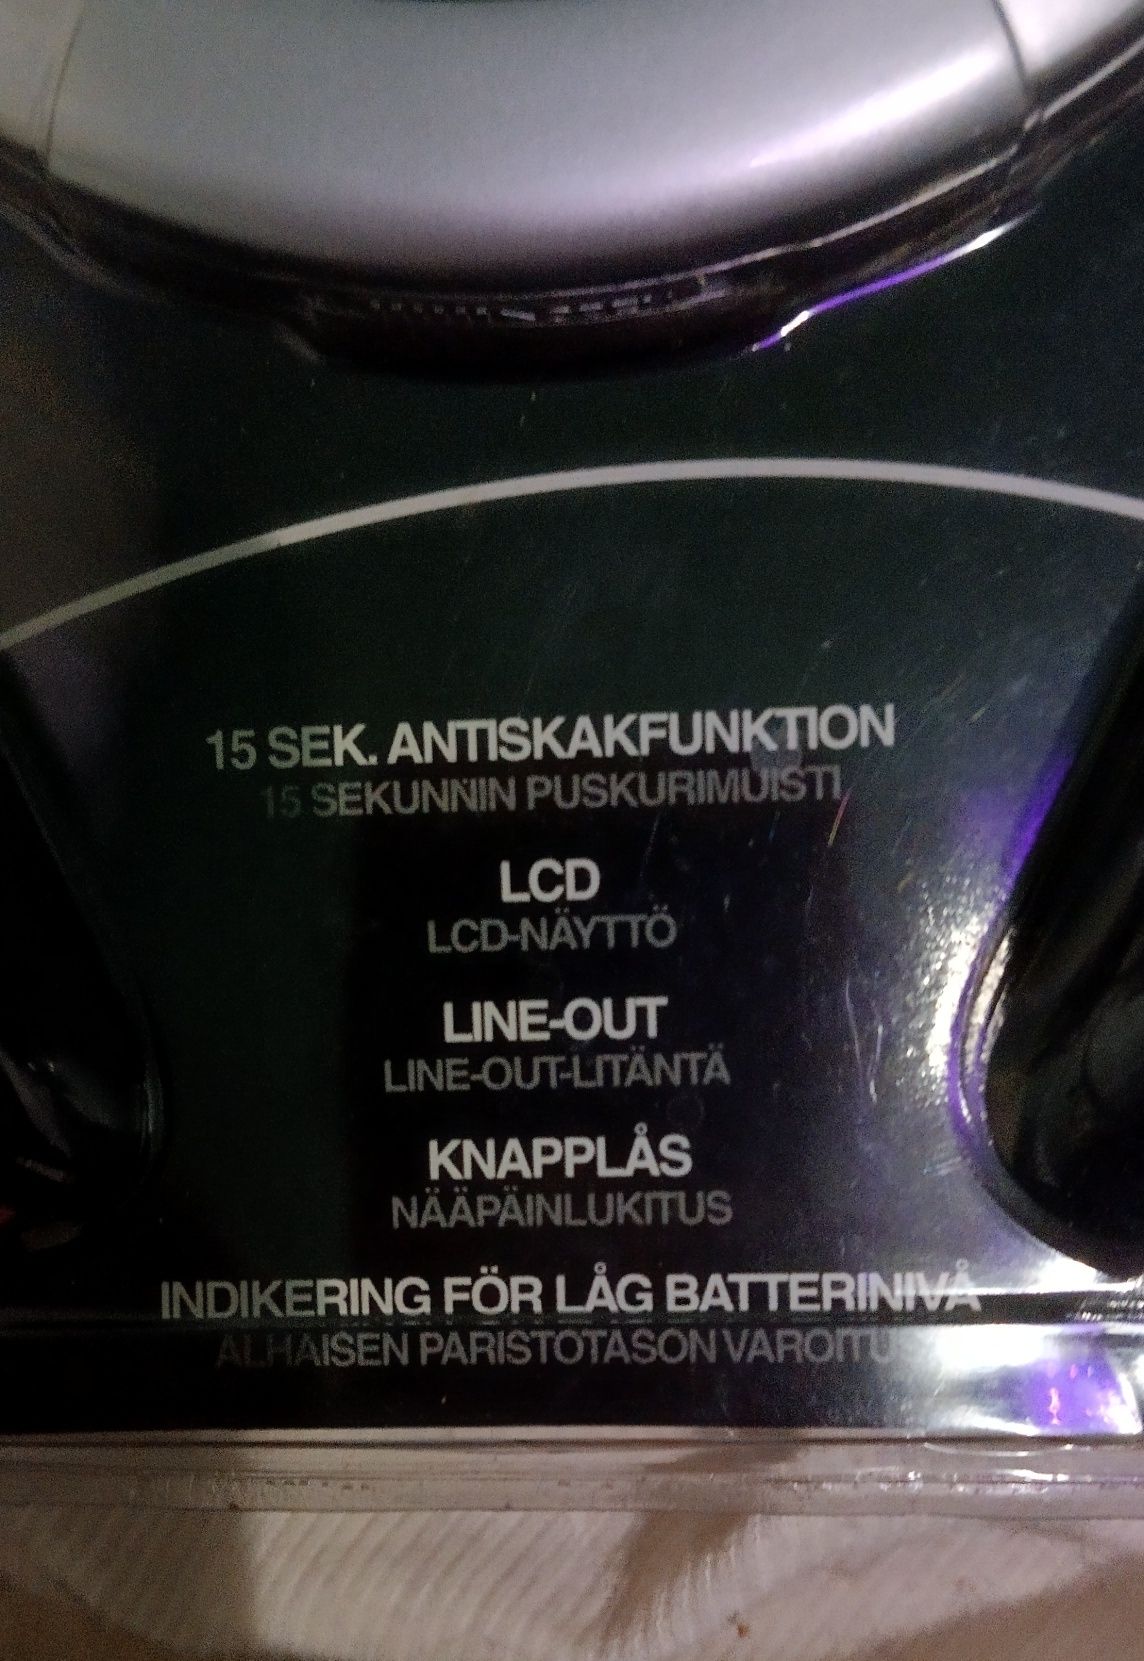 15 SEK. ANTISKAKFUNKTION
15 SEKUNNIN PUSKURIMUISTI
LCD
LCD-NÄYTTÖ
LINE-OUT
LINE-OUT-LITÄNTÄ
KNAPPLÅS
NÄÄPÄINLUKITUS
INDIKERING FÖR LÅG BATTERINIVÅ
ALHAISEN PARISTOTASON VAROITUS